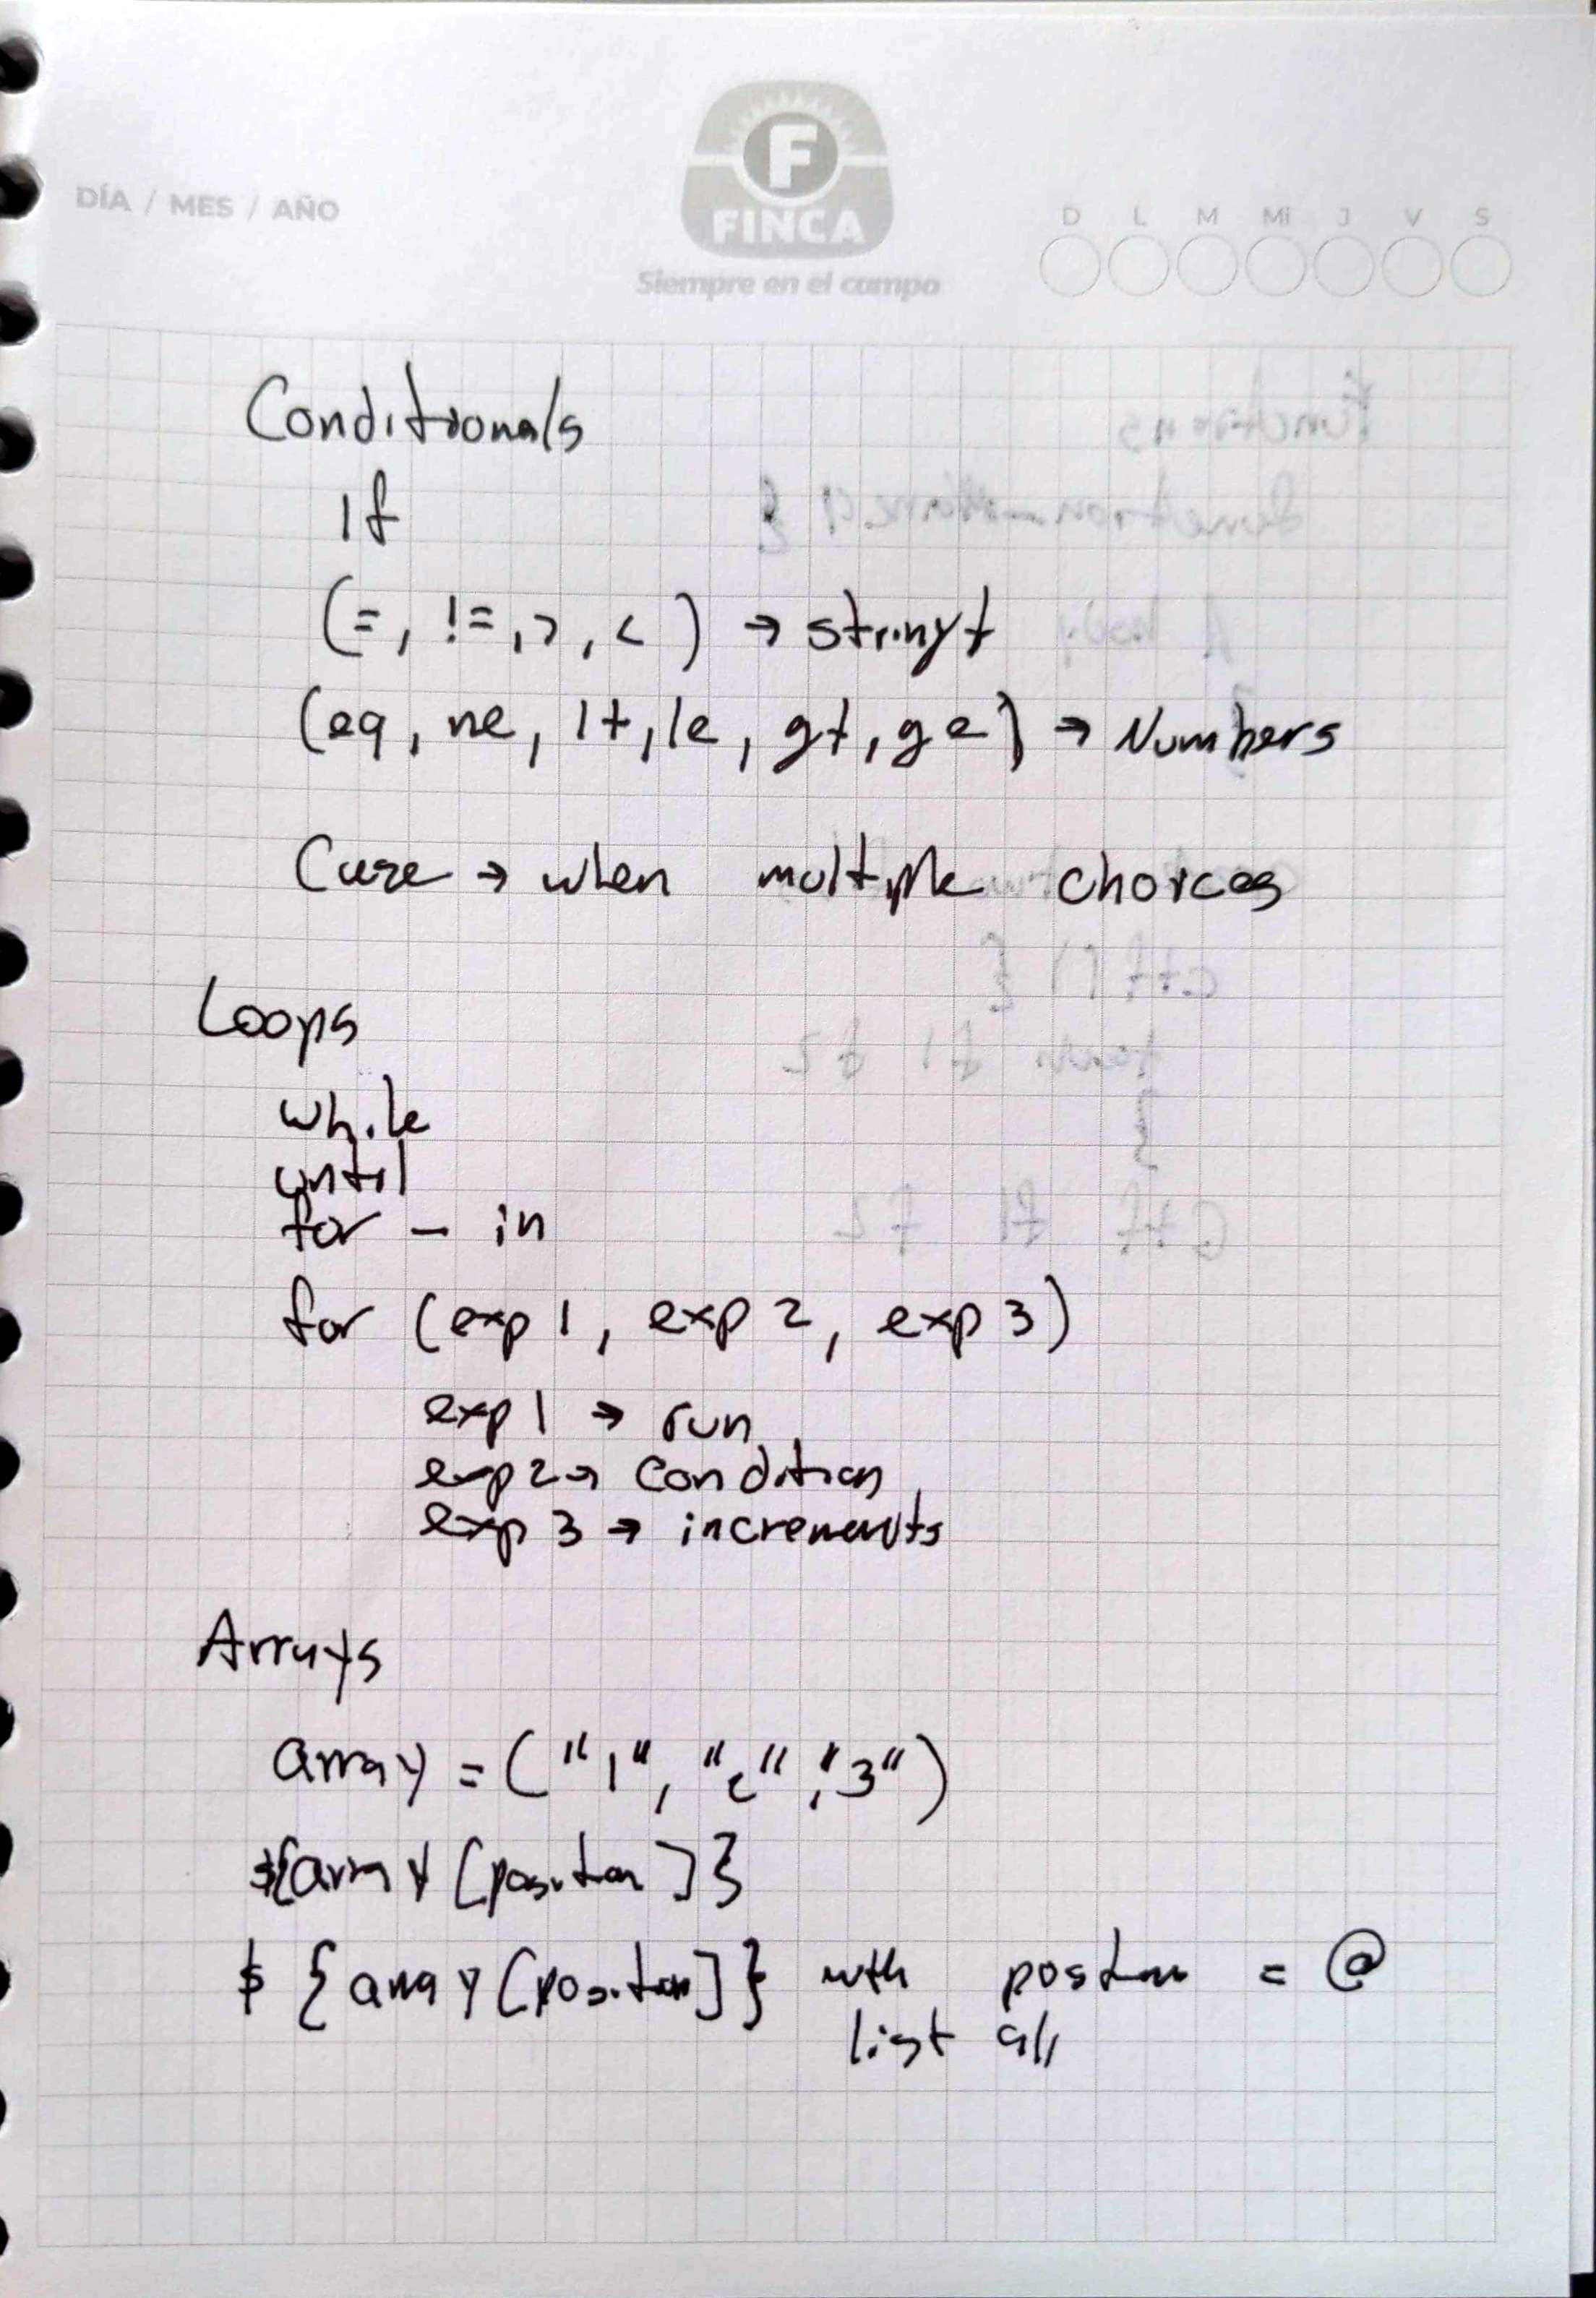 DÍA / MES / AÑO
F
FINCA
Siempre en el campo
D L M Mi J V S
Conditionals
If
(=, !=, >, <) →
(eq, ne, lt, le, gt, ge) → Numbers
Case → when multiple choices
Loops
while
until
for - in
for (exp 1, exp 2, exp 3)
exp 1 → run
exp 2 → condition
exp 3 → increments
Arrays
array = ("1", "2", "3")
${array [position]}
$ {array [position]} with position = @
list all